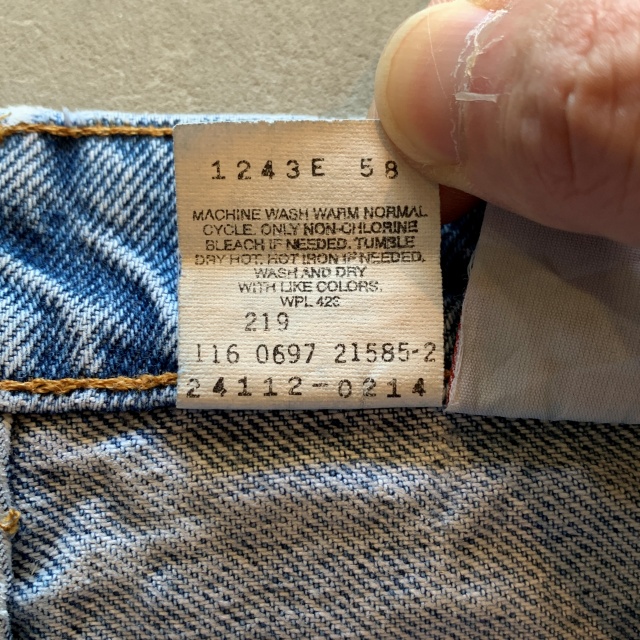 1243E 58
MACHINE WASH WARM NORMAL
CYCLE. ONLY NON-CHLORINE
BLEACH IF NEEDED. TUMBLE
DRY HOT. HOT IRON IF NEEDED.
WASH AND DRY
WITH LIKE COLORS.
WPL 423
219
116 0697 21585-2
24112-0214